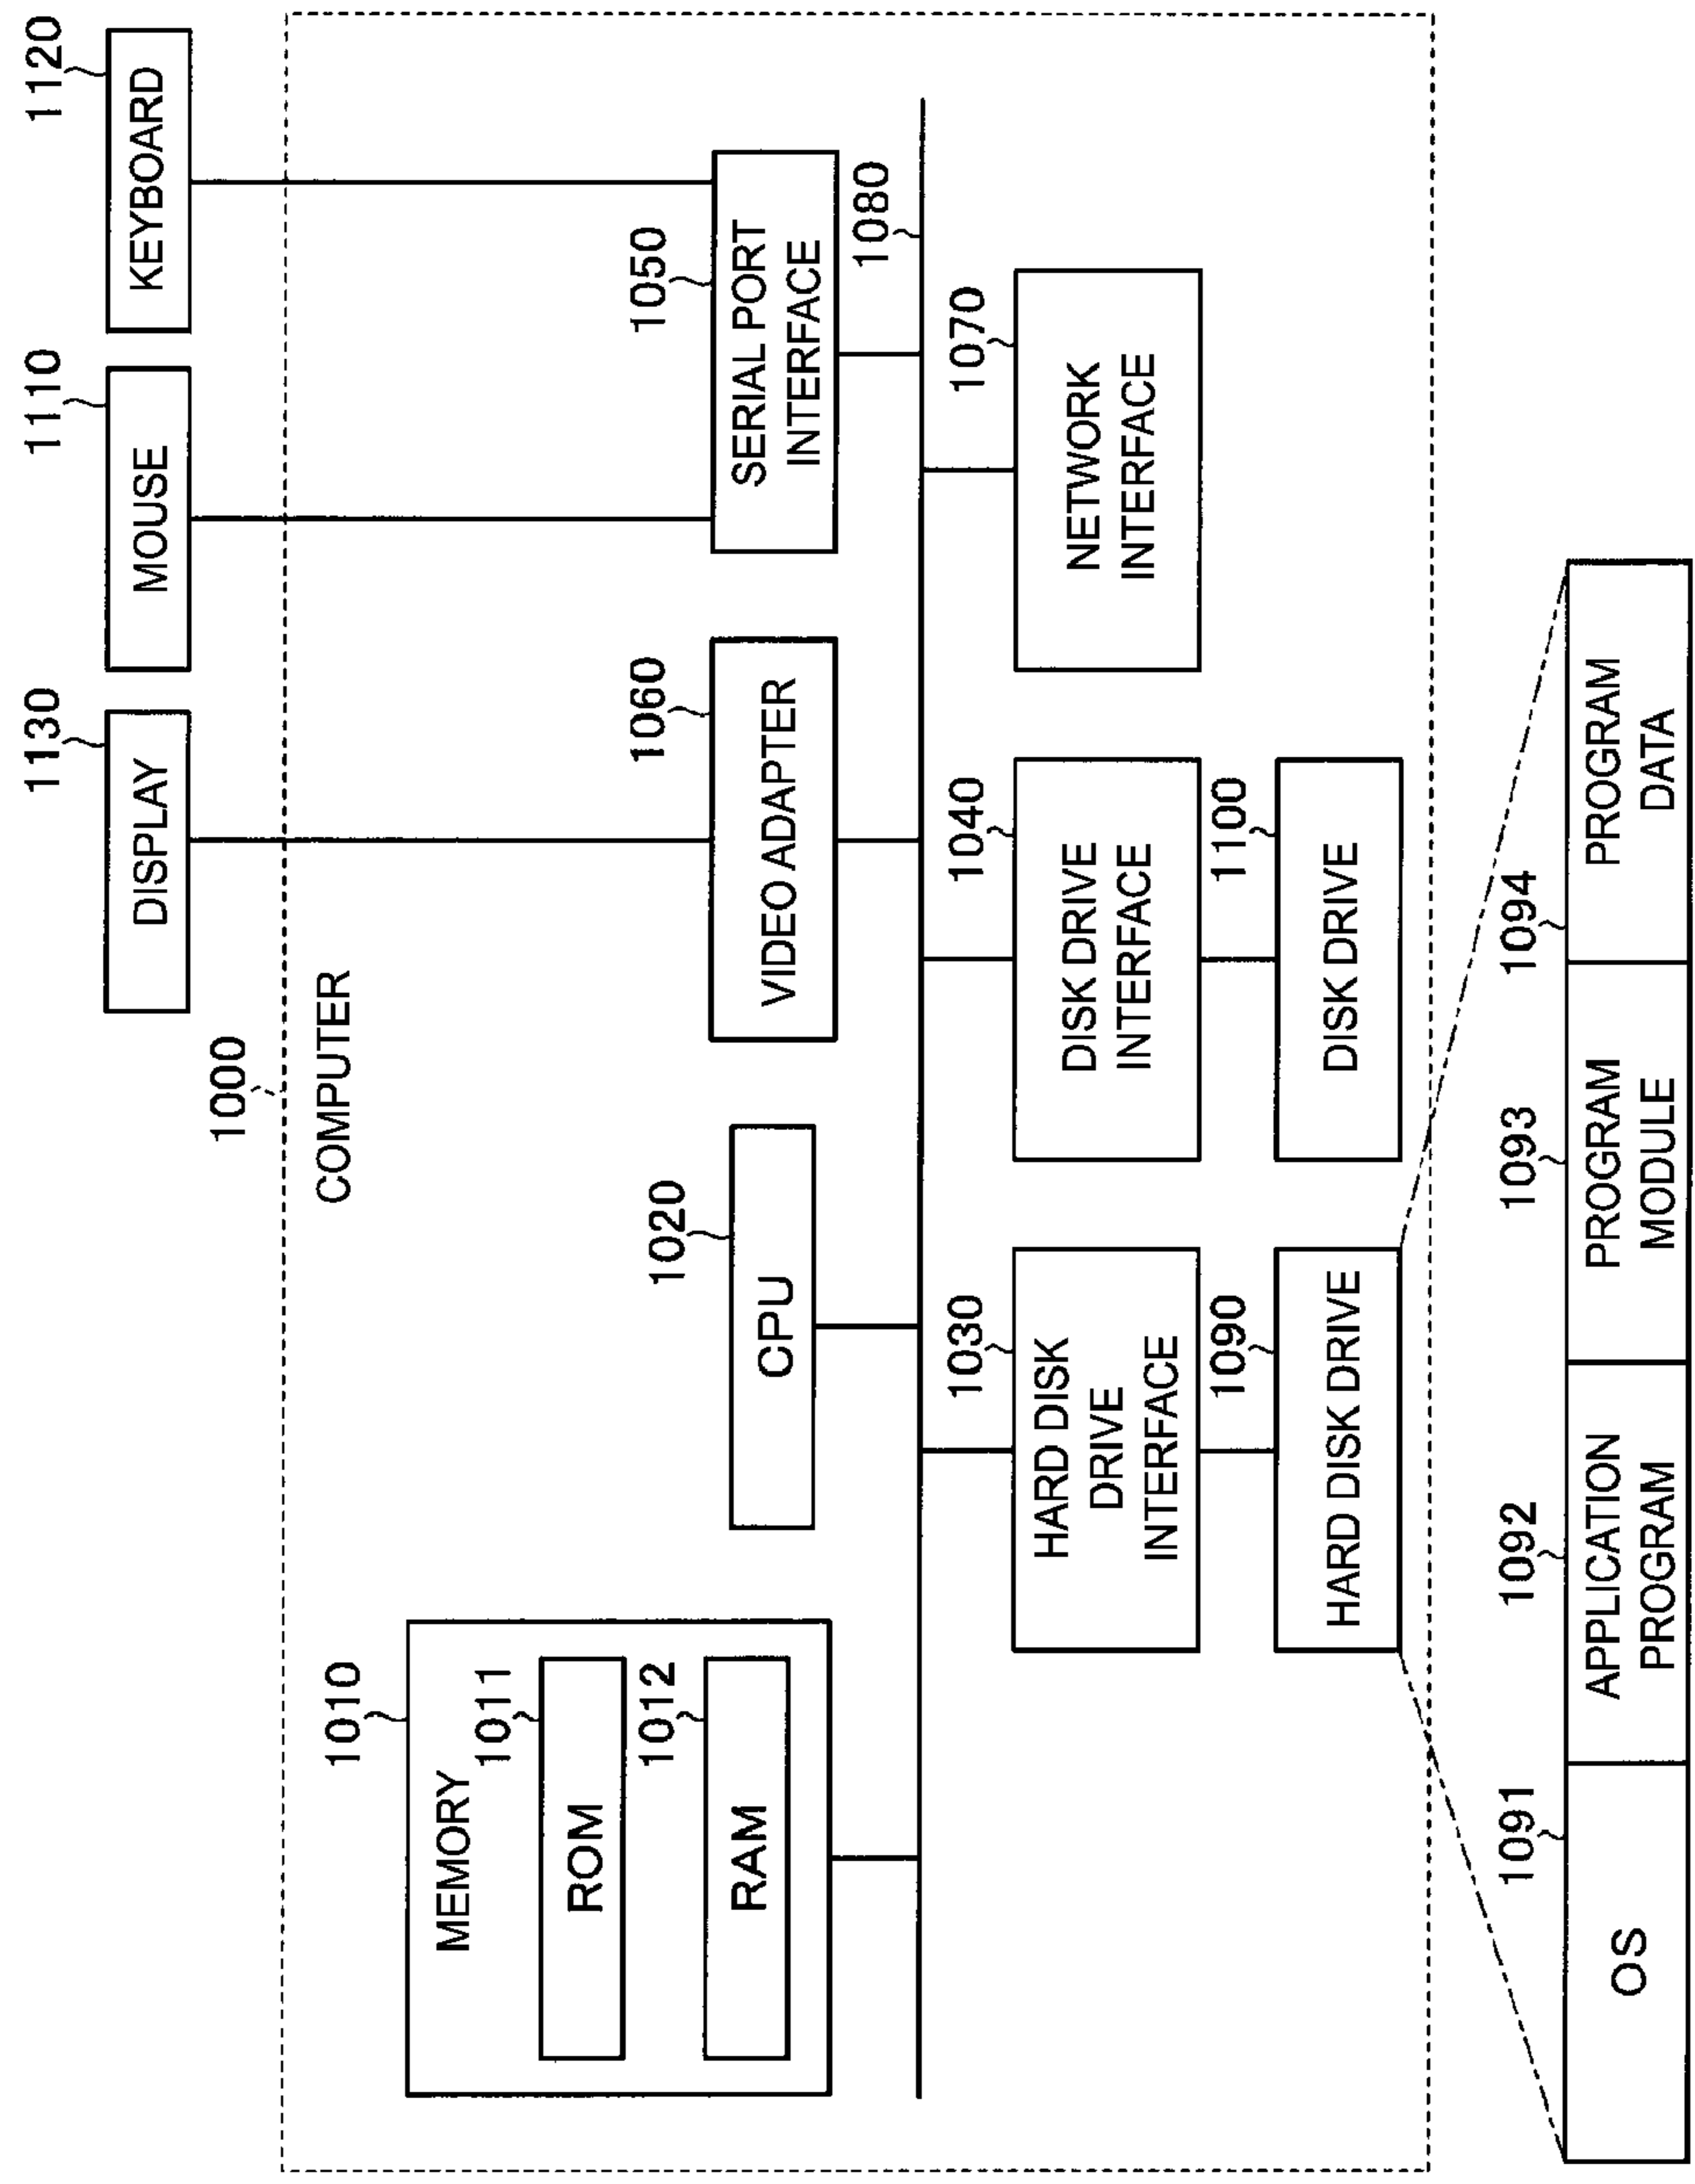 1130
DISPLAY
1110
MOUSE
1120
KEYBOARD
1000
COMPUTER
1010
MEMORY
1011
ROM
1012
RAM
1020
CPU
1060
VIDEO ADAPTER
1050
SERIAL PORT
INTERFACE
1080
1030
HARD DISK
DRIVE
INTERFACE
1040
DISK DRIVE
INTERFACE
1070
NETWORK
INTERFACE
1090
HARD DISK DRIVE
1100
DISK DRIVE
1091
OS
1092
APPLICATION
PROGRAM
1093
PROGRAM
MODULE
1094
PROGRAM
DATA